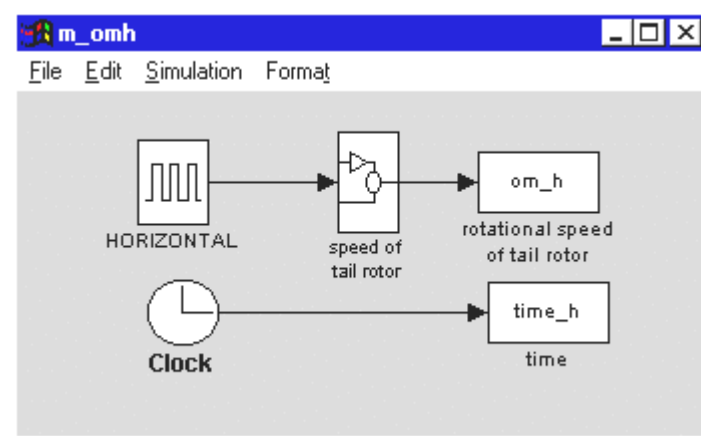 m_omh
File Edit Simulation Format
om_h
HORIZONTAL
speed of
tail rotor
rotational speed
of tail rotor
time_h
Clock
time